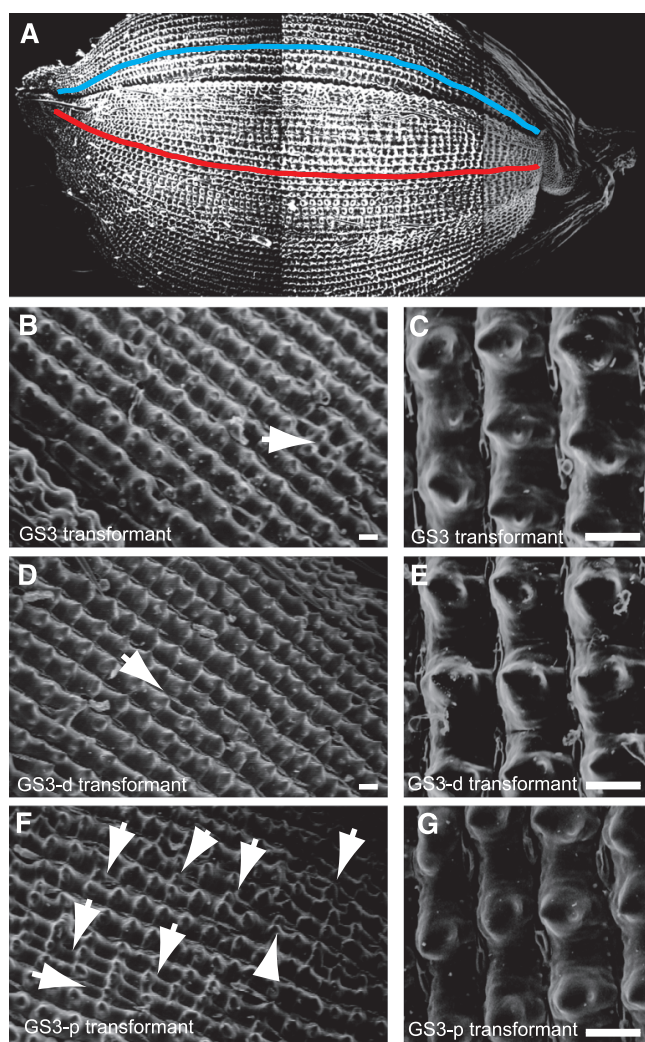 A
B
GS3 transformant
C
GS3 transformant
D
GS3-d transformant
E
GS3-d transformant
F
GS3-p transformant
G
GS3-p transformant